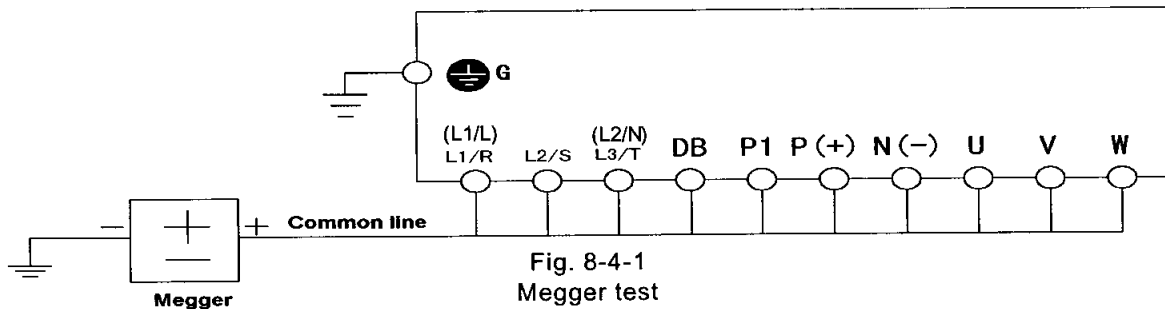 G
(L1/L) (L2/N)
L1/R L2/S L3/T DB P1 P(+) N(-) U V W
- + Common line
Megger
Fig. 8-4-1
Megger test